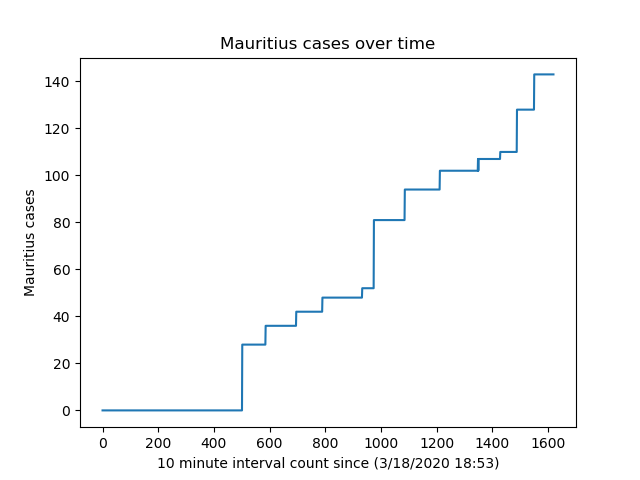 Mauritius cases over time
Mauritius cases
140
120
100
80
60
40
20
0
0 200 400 600 800 1000 1200 1400 1600
10 minute interval count since (3/18/2020 18:53)